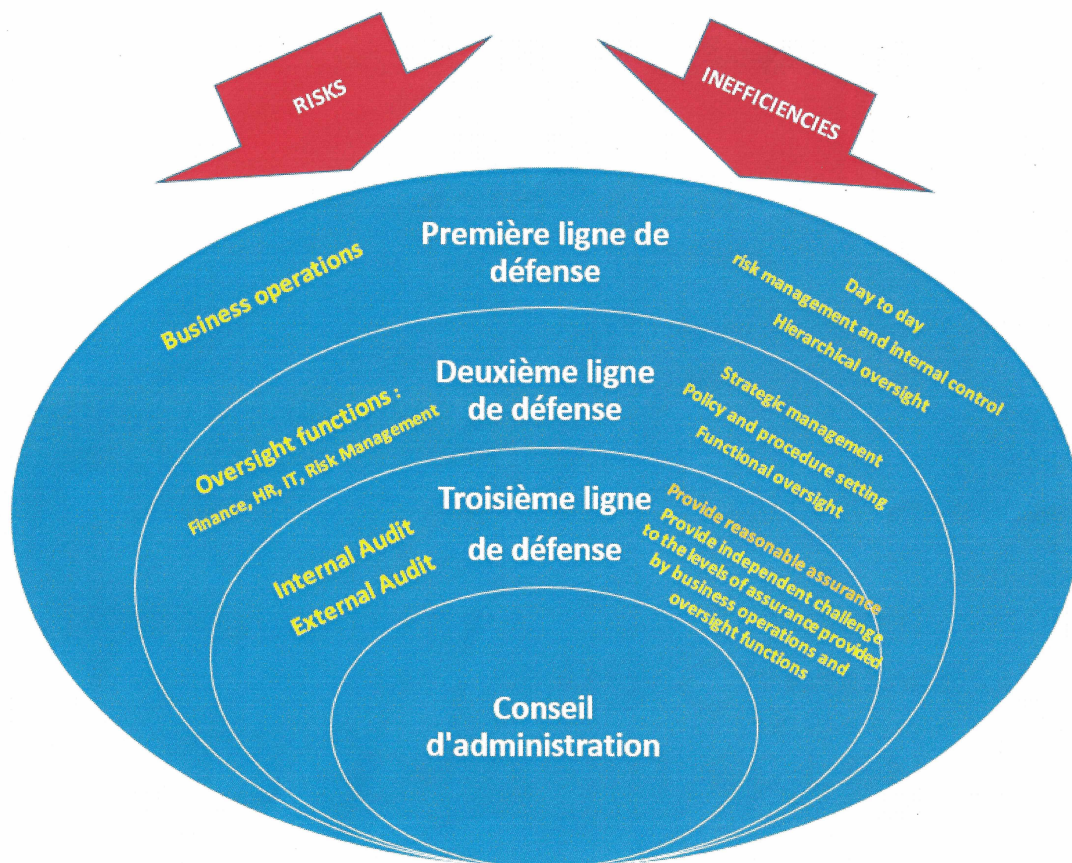 RISKS
INEFFICIENCIES
Première ligne de
défense
Business operations
Day to day
risk management and internal control
Hierarchical oversight
Deuxième ligne
de défense
Oversight functions :
Finance, HR, IT, Risk Management
Strategic management
Policy and procedure setting
Functional oversight
Troisième ligne
de défense
Internal Audit
External Audit
Provide reasonable assurance
Provide independent challenge
to the levels of assurance provided
by business operations and
oversight functions
Conseil
d'administration